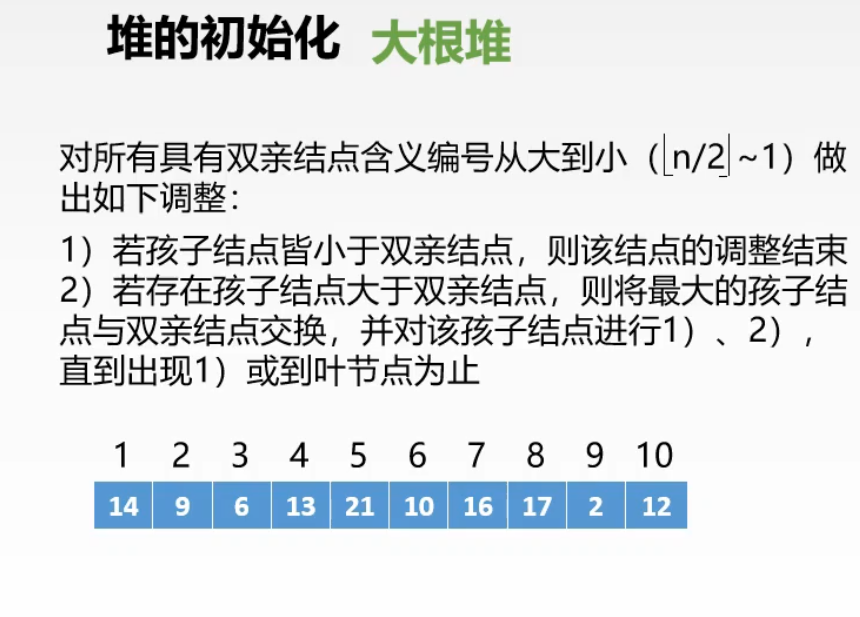 堆的初始化 大根堆
对所有具有双亲结点含义编号从大到小（⌊n/2⌋ ~1）做
出如下调整：
1）若孩子结点皆小于双亲结点，则该结点的调整结束
2）若存在孩子结点大于双亲结点，则将最大的孩子结
点与双亲结点交换，并对该孩子结点进行1）、2），
直到出现1）或到叶节点为止
1 2 3 4 5 6 7 8 9 10
14 9 6 13 21 10 16 17 2 12